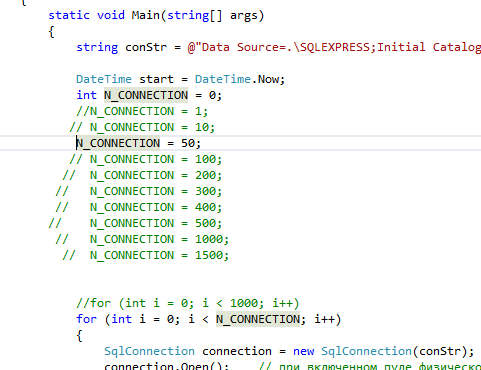 {
static void Main(string[] args)
{
string conStr = @"Data Source=.\SQLEXPRESS;Initial Catalog
DateTime start = DateTime.Now;
int N_CONNECTION = 0;
//N_CONNECTION = 1;
// N_CONNECTION = 10;
N_CONNECTION = 50;
// N_CONNECTION = 100;
// N_CONNECTION = 200;
// N_CONNECTION = 300;
// N_CONNECTION = 400;
// N_CONNECTION = 500;
// N_CONNECTION = 1000;
// N_CONNECTION = 1500;
//for (int i = 0; i < 1000; i++)
for (int i = 0; i < N_CONNECTION; i++)
{
SqlConnection connection = new SqlConnection(conStr);
connection.Open(); // при включенном пуле физическо